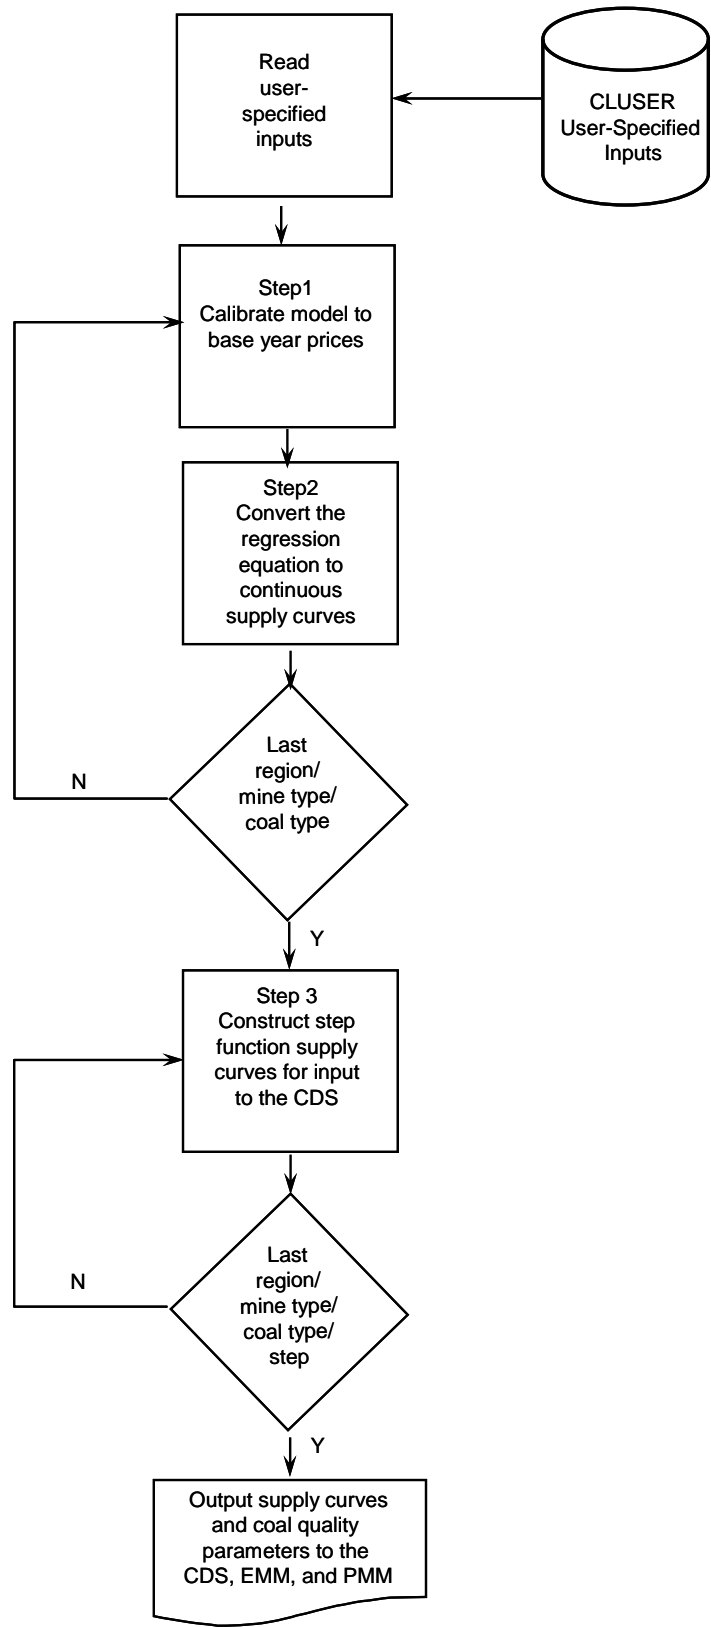 Read
user-
specified
inputs
CLUSER
User-Specified
Inputs
Step1
Calibrate model to
base year prices
Step2
Convert the
regression
equation to
continuous
supply curves
Last
region/
mine type/
coal type
N
Y
Step 3
Construct step
function supply
curves for input
to the CDS
Last
region/
mine type/
coal type/
step
N
Y
Output supply curves
and coal quality
parameters to the
CDS, EMM, and PMM